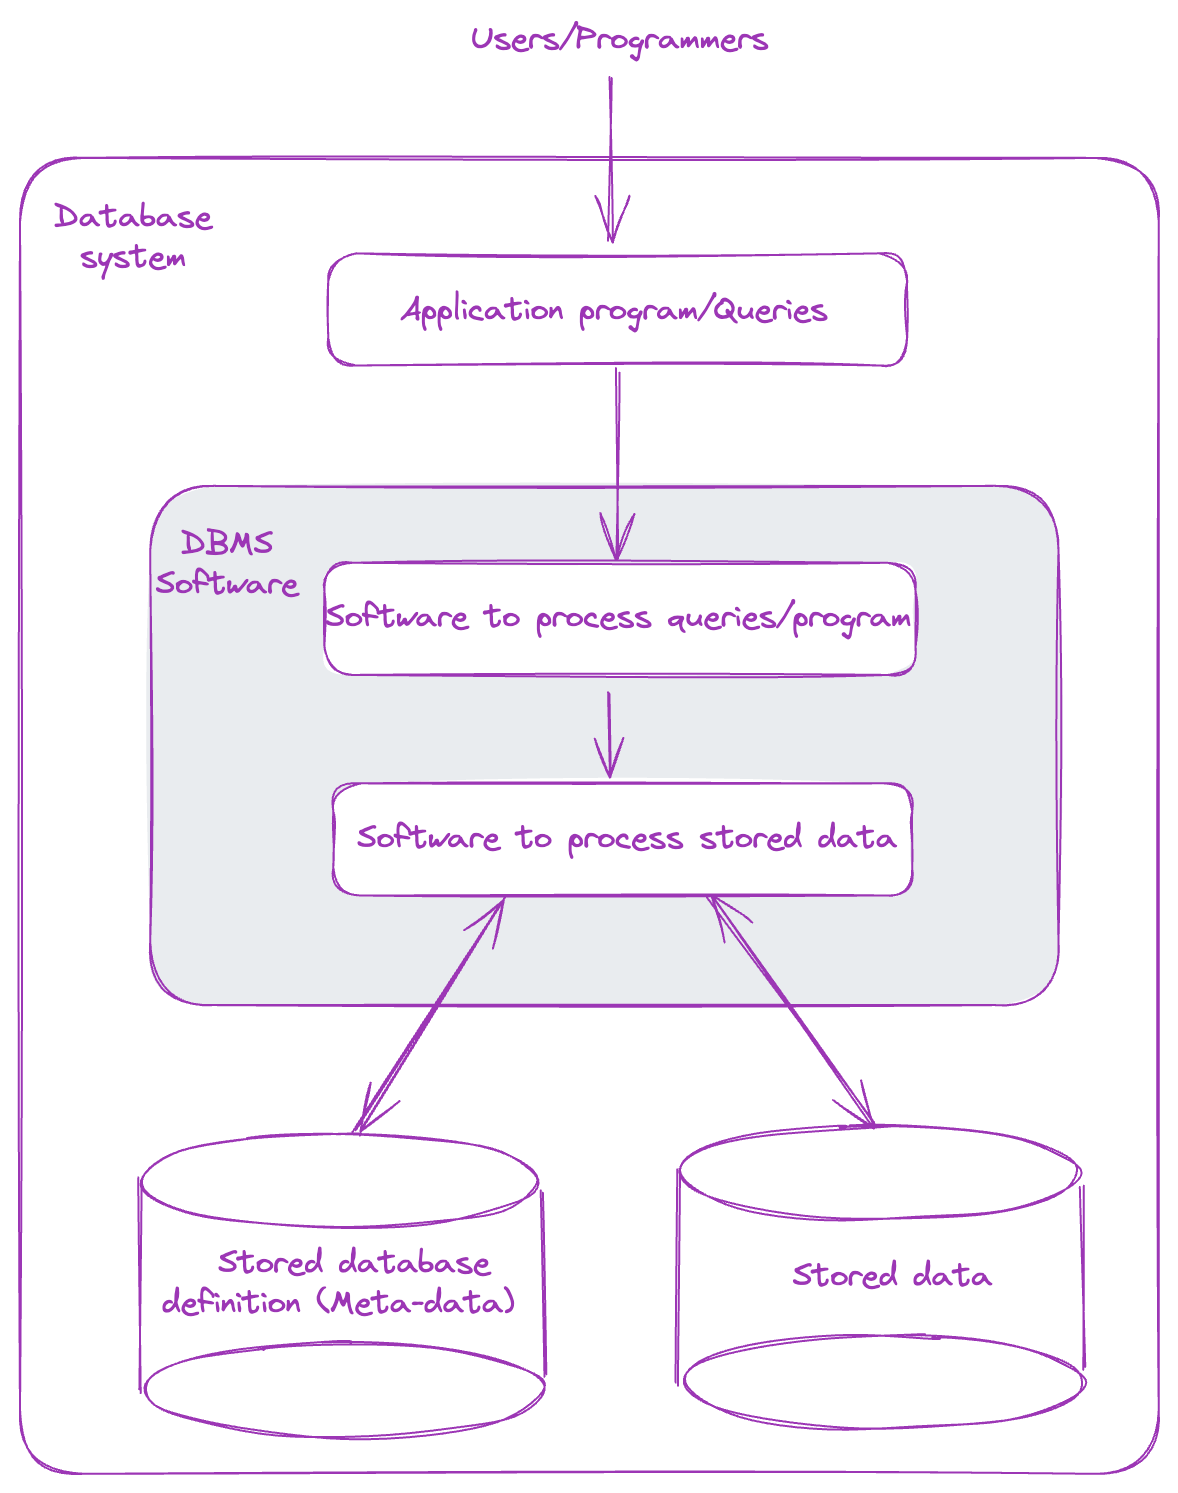 Users/Programmers
Database
system
Application program/Queries
DBMS
Software
Software to process queries/program
Software to process stored data
Stored database
definition (Meta-data)
Stored data